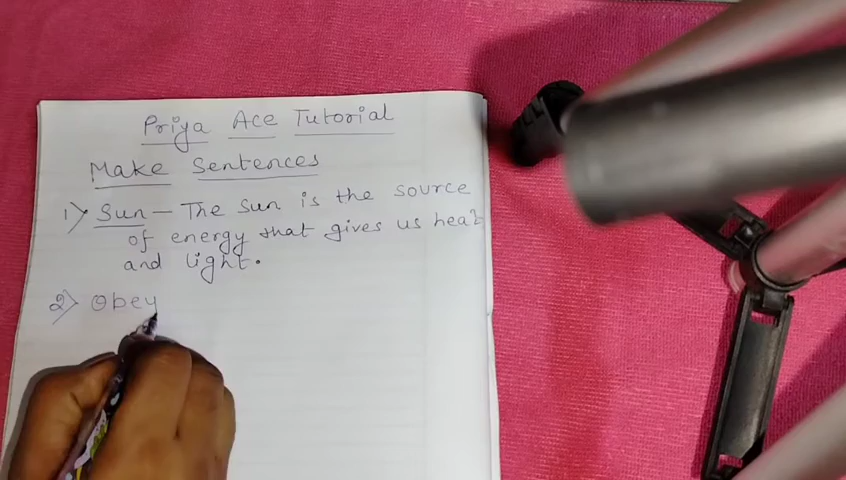 Priya Ace Tutorial
Make Sentences
1) Sun - The sun is the source
of energy that gives us heat
and light.
2) Obey